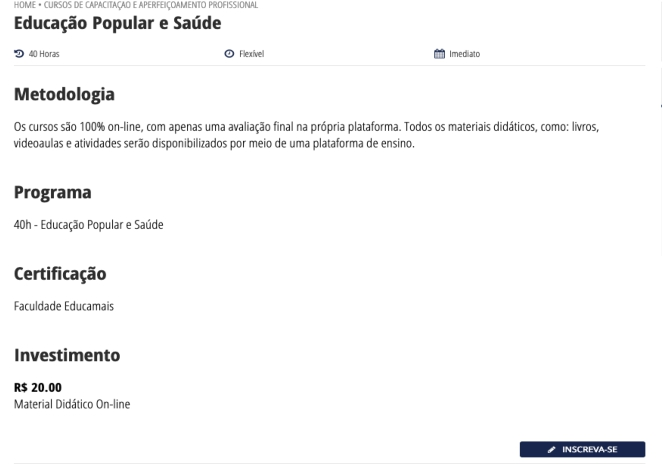 HOME • CURSOS DE CAPACITAÇÃO E APERFEIÇOAMENTO PROFISSIONAL
Educação Popular e Saúde
40 Horas
Flexível
Imediato
Metodologia
Os cursos são 100% on-line, com apenas uma avaliação final na própria plataforma. Todos os materiais didáticos, como: livros,
videoaulas e atividades serão disponibilizados por meio de uma plataforma de ensino.
Programa
40h - Educação Popular e Saúde
Certificação
Faculdade Educamais
Investimento
R$ 20.00
Material Didático On-line
INSCREVA-SE